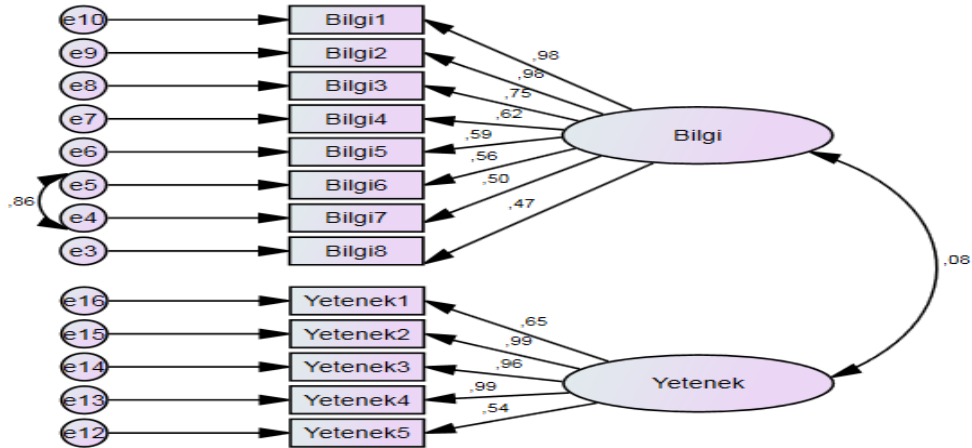 e10 Bilgi1
e9 Bilgi2
e8 Bilgi3
e7 Bilgi4
e6 Bilgi5
e5 Bilgi6
e4 Bilgi7
e3 Bilgi8
,86
,98
,98
,75
,62
,59
,56
,50
,47
Bilgi
,08
e16 Yetenek1
e15 Yetenek2
e14 Yetenek3
e13 Yetenek4
e12 Yetenek5
,65
,99
,96
,99
,54
Yetenek